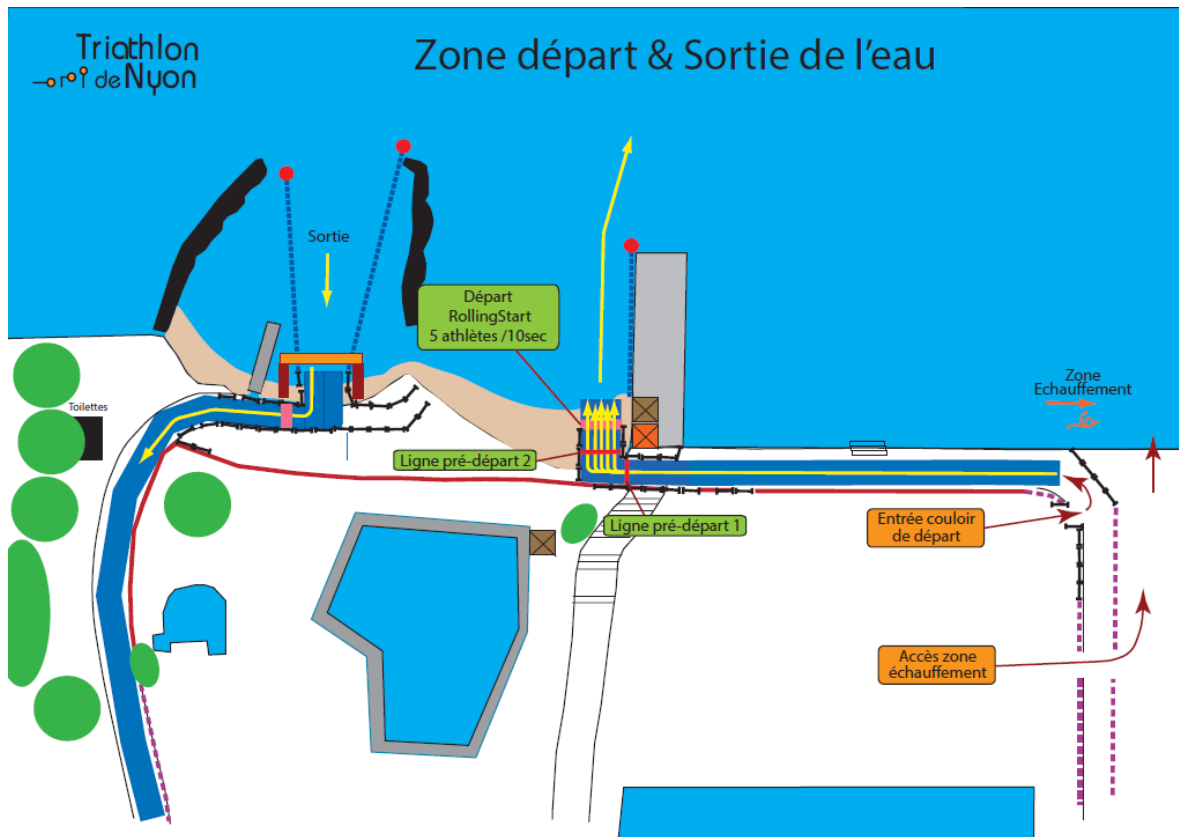 Triathlon
de Nyon
Zone départ & Sortie de l'eau
Sortie
Départ
RollingStart
5 athlètes /10sec
Zone
Echauffement
Toilettes
Ligne pré-départ 2
Ligne pré-départ 1
Entrée couloir
de départ
Accès zone
échauffement